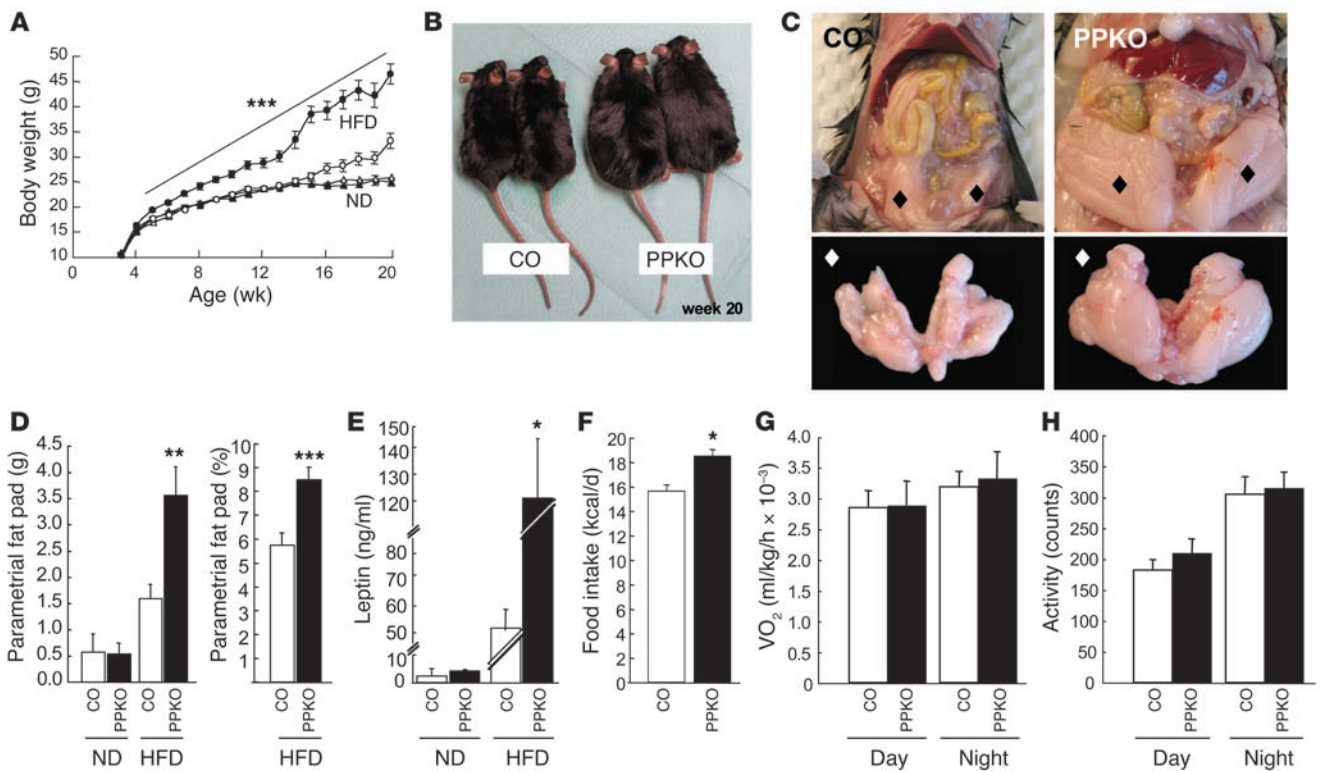 A
Body weight (g)
50
45
40
35
30
25
20
15
10
0
4
8
12
16
20
Age (wk)
***
HFD
ND
B
CO
PPKO
week 20
C
CO
PPKO
D
Parametrial fat pad (g)
4.5
4.0
3.5
3.0
2.5
2.0
1.5
1.0
0.5
0.0
**
CO
PPKO
CO
PPKO
ND
HFD
Parametrial fat pad (%)
10
9
8
7
6
5
4
3
2
1
***
CO
PPKO
HFD
E
Leptin (ng/ml)
150
140
120
80
60
50
10
0
*
CO
PPKO
CO
PPKO
ND
HFD
F
Food intake (kcal/d)
20
18
16
14
12
10
8
6
4
2
0
*
CO
PPKO
G
VO2 (ml/kg/h × 10⁻³)
4.0
3.5
3.0
2.5
2.0
1.5
1.0
0.5
0
CO
PPKO
CO
PPKO
Day
Night
H
Activity (counts)
400
350
300
250
200
150
100
50
0
CO
PPKO
CO
PPKO
Day
Night